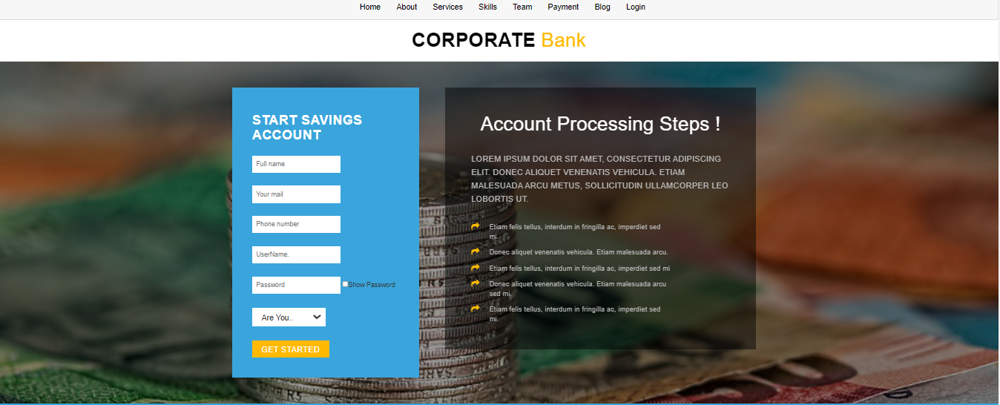 Home About Services Skills Team Payment Blog Login
CORPORATE Bank
START SAVINGS
ACCOUNT
Full name
Your mail
Phone number
UserName.
Password Show Password
Are You..
GET STARTED
Account Processing Steps !
LOREM IPSUM DOLOR SIT AMET, CONSECTETUR ADIPISCING
ELIT. DONEC ALIQUET VENENATIS VEHICULA. ETIAM
MALESUADA ARCU METUS, SOLLICITUDIN ULLAMCORPER LEO
LOBORTIS UT.
Etiam felis tellus, interdum in fringilla ac, imperdiet sed
mi.
Donec aliquet venenatis vehicula. Etiam malesuada arcu.
Etiam felis tellus, interdum in fringilla ac, imperdiet sed mi
Donec aliquet venenatis vehicula. Etiam malesuada arcu
sed mi.
Etiam felis tellus, interdum in fringilla ac, imperdiet sed
mi.